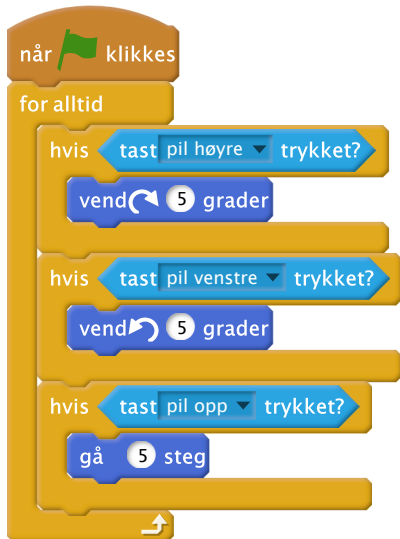 når klikkes
for alltid
hvis tast pil høyre trykket?
vend 5 grader
hvis tast pil venstre trykket?
vend 5 grader
hvis tast pil opp trykket?
gå 5 steg